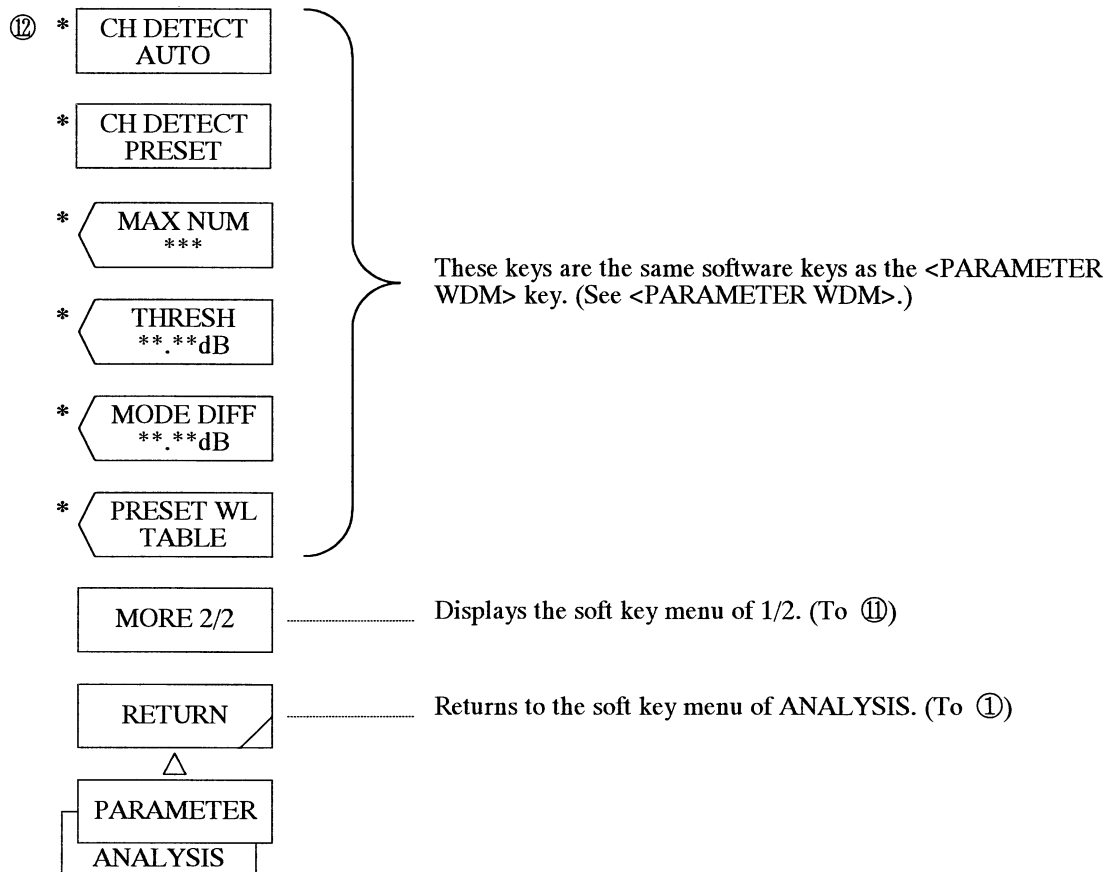 ⑫ * CH DETECT
AUTO
* CH DETECT
PRESET
* MAX NUM
***
* THRESH
**.**dB
* MODE DIFF
**.**dB
* PRESET WL
TABLE
These keys are the same software keys as the <PARAMETER
WDM> key. (See <PARAMETER WDM>.)
MORE 2/2 Displays the soft key menu of 1/2. (To ⑪)
RETURN Returns to the soft key menu of ANALYSIS. (To ①)
PARAMETER
ANALYSIS